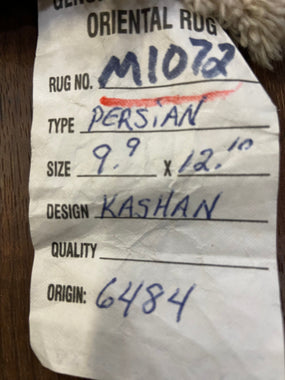 ORIENTAL RUG
RUG NO. M1072
TYPE PERSIAN
SIZE 9.9 X 12.10
DESIGN KASHAN
QUALITY
ORIGIN: 6484